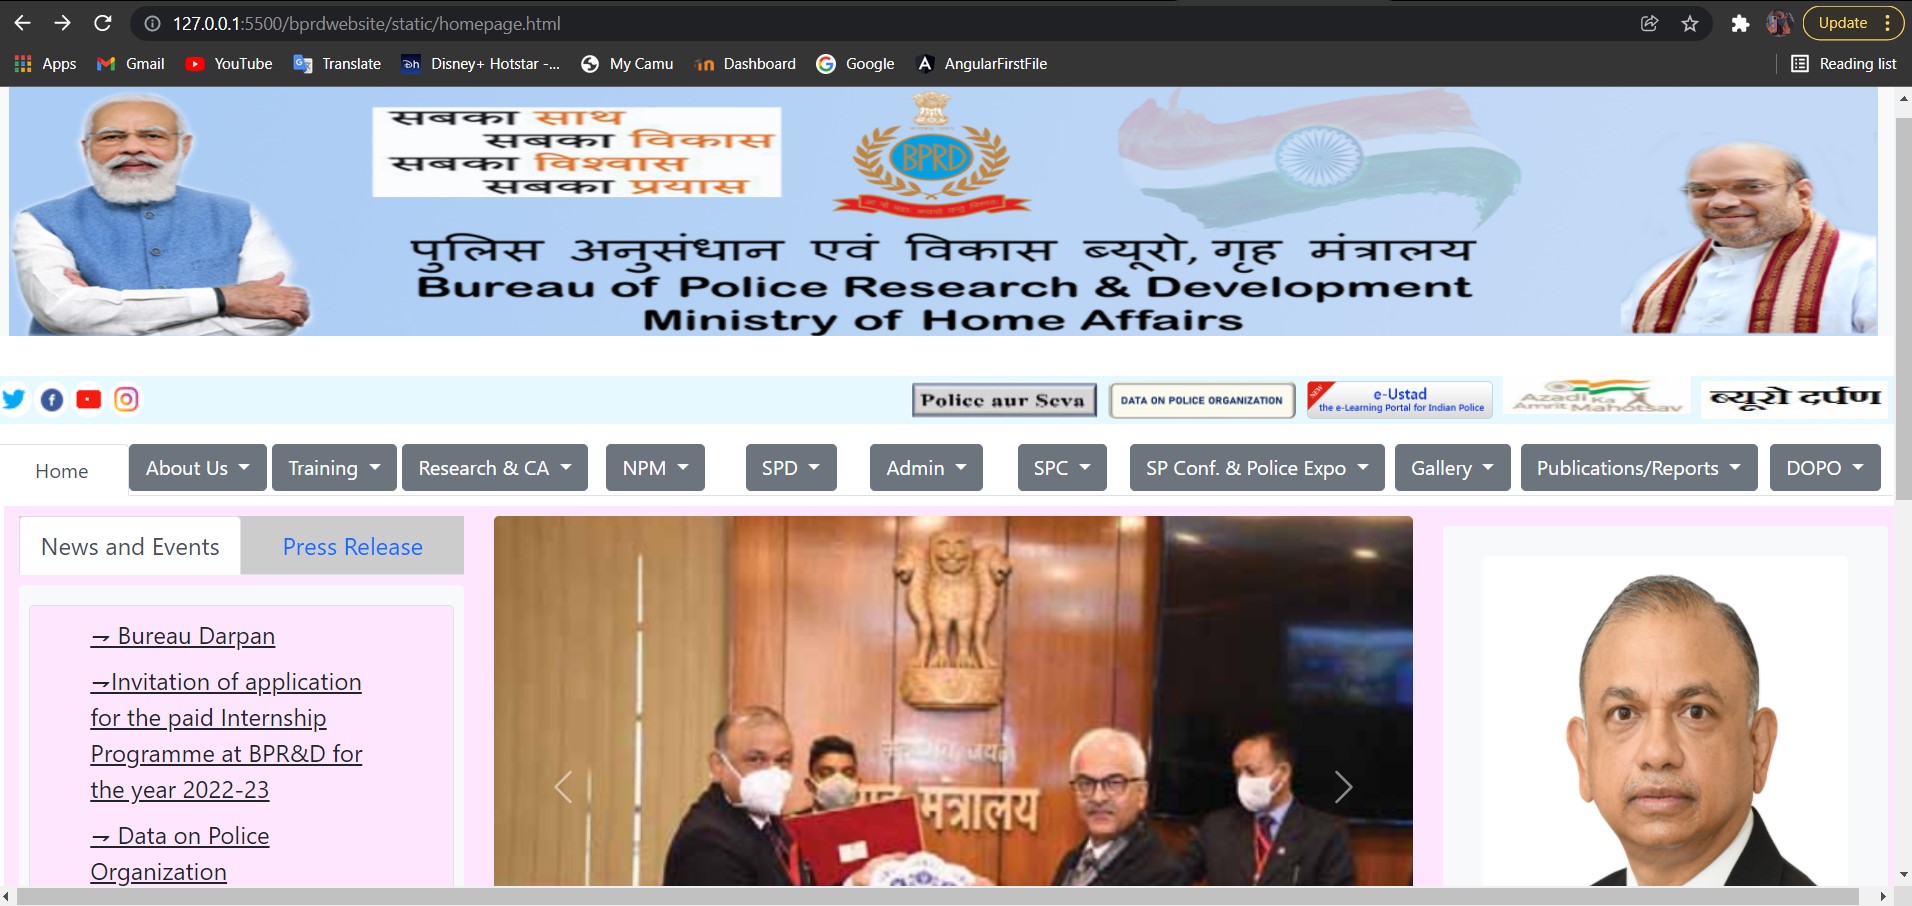 127.0.0.1:5500/bprdwebsite/static/homepage.html
Update
Apps
Gmail
YouTube
Translate
Disney+ Hotstar -...
My Camu
Dashboard
Google
AngularFirstFile
Reading list
सबका साथ
सबका विकास
सबका विश्वास
सबका प्रयास
BPRD
पुलिस अनुसंधान एवं विकास ब्यूरो, गृह मंत्रालय
Bureau of Police Research & Development
Ministry of Home Affairs
Police aur Seva
DATA ON POLICE ORGANIZATION
NEW
e-Ustad
the e-Learning Portal for Indian Police
Azadi Ka
Amrit Mahotsav
ब्यूरो दर्पण
Home
About Us
Training
Research & CA
NPM
SPD
Admin
SPC
SP Conf. & Police Expo
Gallery
Publications/Reports
DOPO
News and Events
Press Release
→ Bureau Darpan
→Invitation of application
for the paid Internship
Programme at BPR&D for
the year 2022-23
→ Data on Police
Organization
मंत्रालय